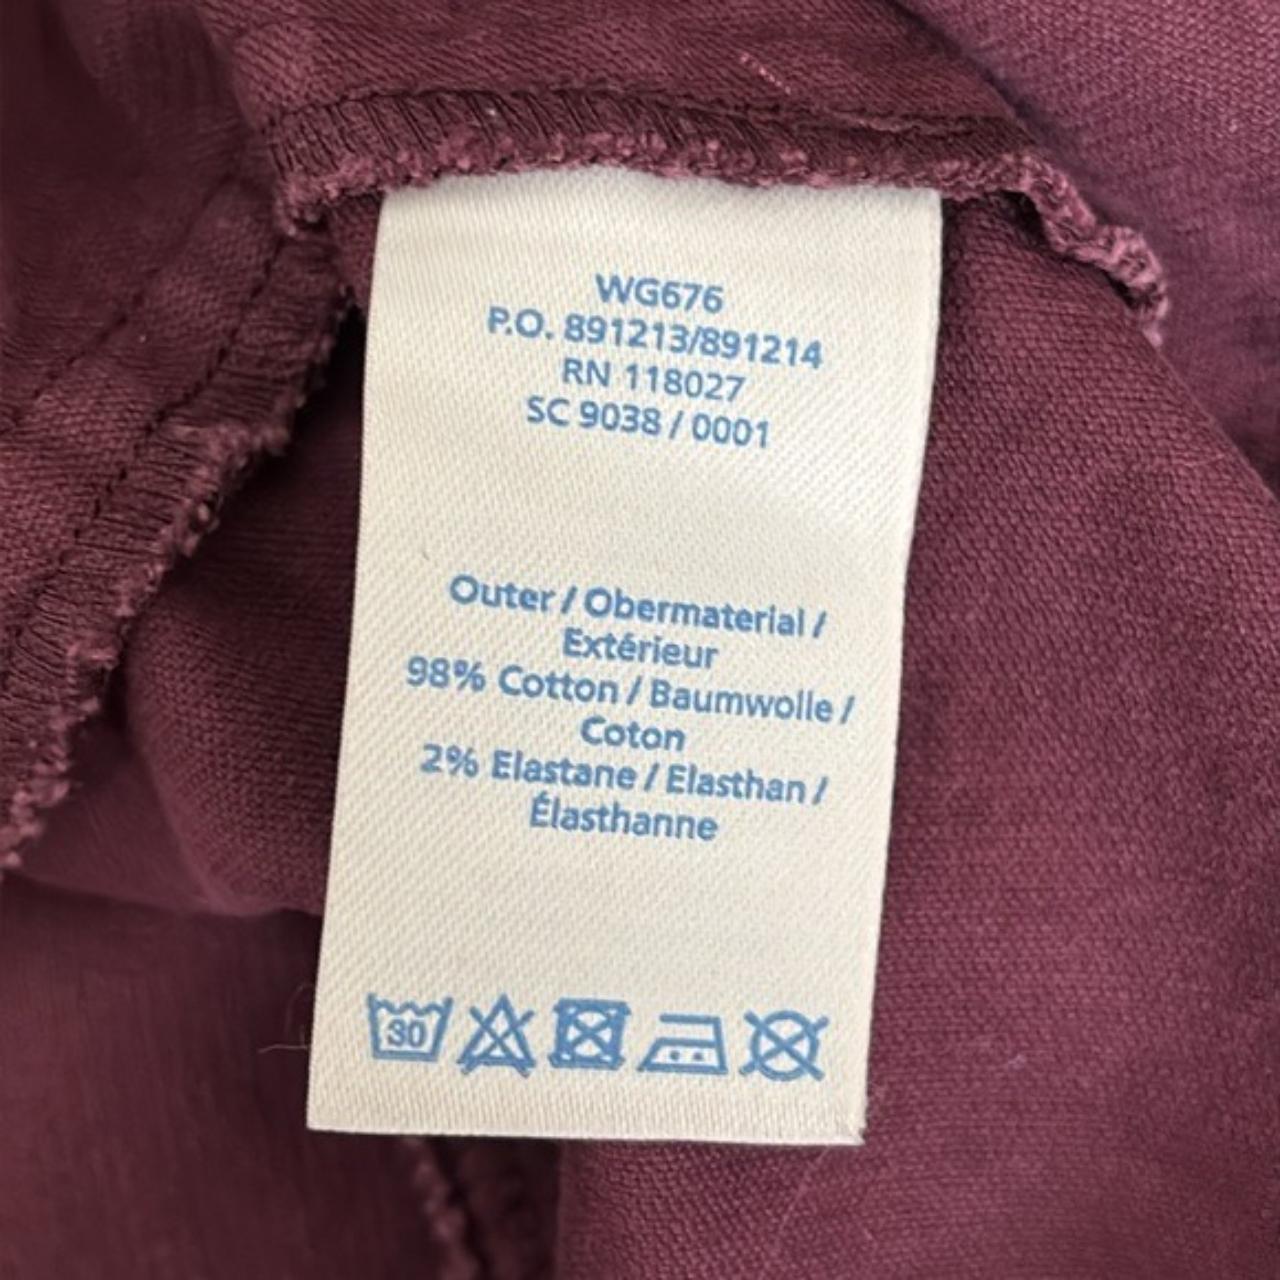 WG676
P.O. 891213/891214
RN 118027
SC 9038 / 0001
Outer / Obermaterial /
Extérieur
98% Cotton / Baumwolle /
Coton
2% Elastane / Elasthan /
Élasthanne
30